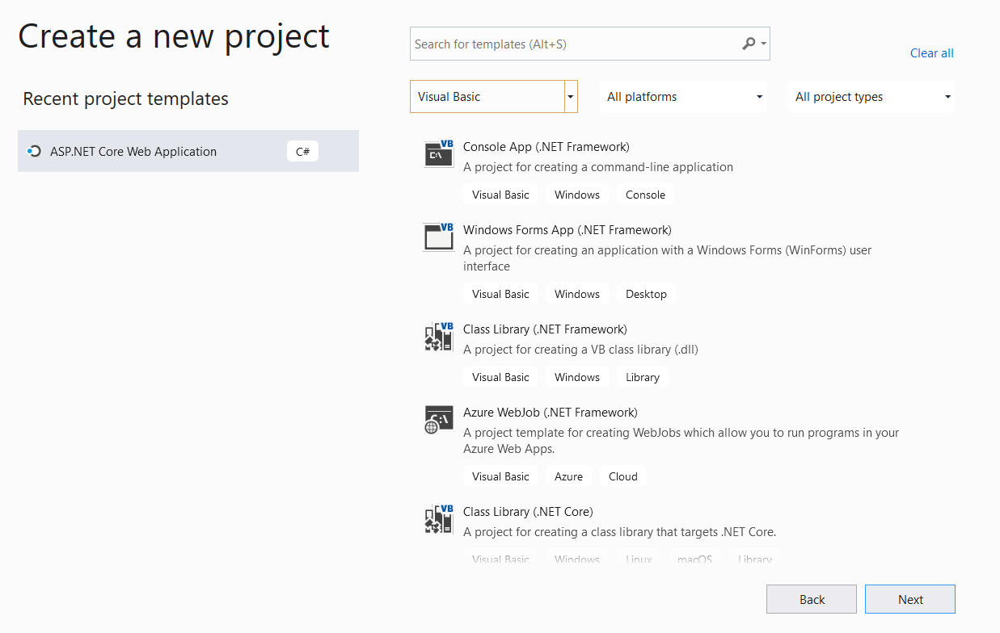 Create a new project
Search for templates (Alt+S)
Clear all
Recent project templates
Visual Basic
All platforms
All project types
ASP.NET Core Web Application
C#
VB
C:\
Console App (.NET Framework)
A project for creating a command-line application
Visual Basic Windows Console
VB
Windows Forms App (.NET Framework)
A project for creating an application with a Windows Forms (WinForms) user
interface
Visual Basic Windows Desktop
VB
Class Library (.NET Framework)
A project for creating a VB class library (.dll)
Visual Basic Windows Library
C:\
Azure WebJob (.NET Framework)
A project template for creating WebJobs which allow you to run programs in your
Azure Web Apps.
Visual Basic Azure Cloud
VB
Class Library (.NET Core)
A project for creating a class library that targets .NET Core.
Visual Basic Windows Linux macOS Library
Back
Next